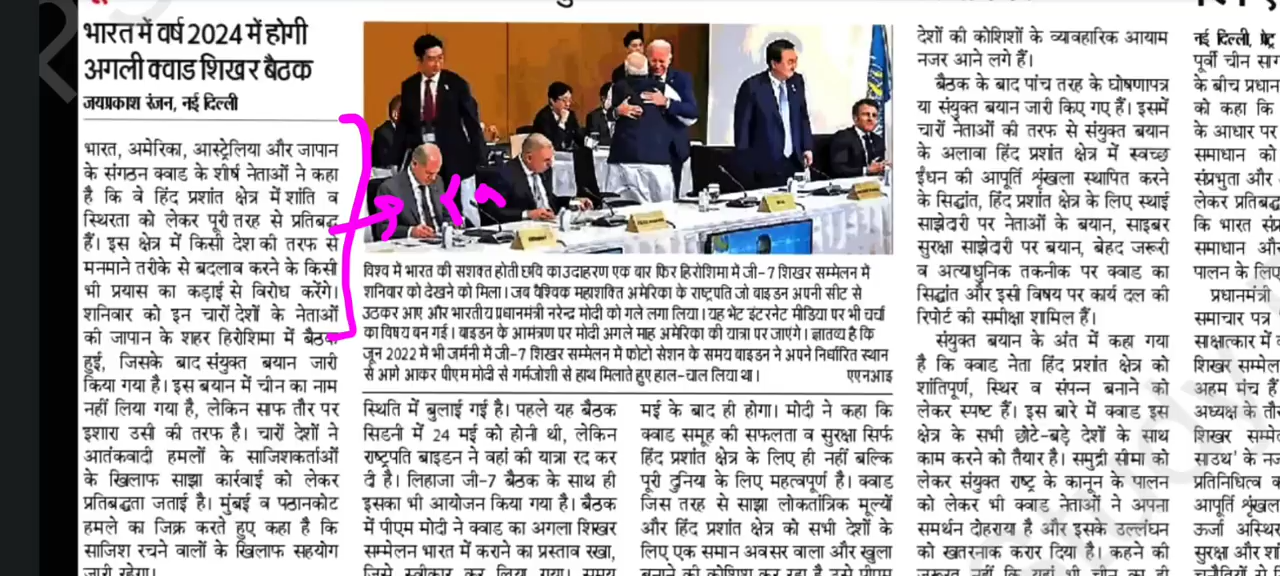 भारत में वर्ष 2024 में होगी
अगली क्वाड शिखर बैठक
जयप्रकाश रंजन, नई दिल्ली
भारत, अमेरिका, आस्ट्रेलिया और जापान
के संगठन क्वाड के शीर्ष नेताओं ने कहा
है कि वे हिंद प्रशांत क्षेत्र में शांति व
स्थिरता को लेकर पूरी तरह से प्रतिबद्ध
हैं। इस क्षेत्र में किसी देश की तरफ से
मनमाने तरीके से बदलाव करने के किसी
भी प्रयास का कड़ाई से विरोध करेंगे।
शनिवार को इन चारों देशों के नेताओं
की जापान के शहर हिरोशिमा में बैठक
हुई, जिसके बाद संयुक्त बयान जारी
किया गया है। इस बयान में चीन का नाम
नहीं लिया गया है, लेकिन साफ तौर पर
इशारा उसी की तरफ है। चारों देशों ने
आतंकवादी हमलों के साजिशकर्ताओं
के खिलाफ साझा कार्रवाई को लेकर
प्रतिबद्धता जताई है। मुंबई व पठानकोट
हमले का जिक्र करते हुए कहा है कि
साजिश रचने वालों के खिलाफ सहयोग
जारी रहेगा।
विश्व में भारत की सशक्त होती छवि का उदाहरण एक बार फिर हिरोशिमा में जी-7 शिखर सम्मेलन में
शनिवार को देखने को मिला। जब वैश्विक महाशक्ति अमेरिका के राष्ट्रपति जो बाइडन अपनी सीट से
उठकर आए और भारतीय प्रधानमंत्री नरेन्द्र मोदी को गले लगा लिया। यह भेंट इंटरनेट मीडिया पर भी चर्चा
का विषय बन गई। बाइडन के आमंत्रण पर मोदी अगले माह अमेरिका की यात्रा पर जाएंगे। ज्ञातव्य है कि
जून 2022 में भी जर्मनी में जी-7 शिखर सम्मेलन में फोटो सेशन के समय बाइडन ने अपने निर्धारित स्थान
से आगे आकर पीएम मोदी से गर्मजोशी से हाथ मिलाते हुए हाल-चाल लिया था। एएनआइ
स्थिति में बुलाई गई है। पहले यह बैठक
सिडनी में 24 मई को होनी थी, लेकिन
राष्ट्रपति बाइडन ने वहां की यात्रा रद कर
दी है। लिहाजा जी-7 बैठक के साथ ही
इसका भी आयोजन किया गया है। बैठक
में पीएम मोदी ने क्वाड का अगला शिखर
सम्मेलन भारत में कराने का प्रस्ताव रखा,
जिसे स्वीकार कर लिया गया। समय
मई के बाद ही होगा। मोदी ने कहा कि
क्वाड समूह की सफलता व सुरक्षा सिर्फ
हिंद प्रशांत क्षेत्र के लिए ही नहीं बल्कि
पूरी दुनिया के लिए महत्वपूर्ण है। क्वाड
जिस तरह से साझा लोकतांत्रिक मूल्यों
और हिंद प्रशांत क्षेत्र को सभी देशों के
लिए एक समान अवसर वाला और खुला
बनाने की कोशिश कर रहा है उसे पीएम
देशों की कोशिशों के व्यावहारिक आयाम
नजर आने लगे हैं।
बैठक के बाद पांच तरह के घोषणापत्र
या संयुक्त बयान जारी किए गए हैं। इसमें
चारों नेताओं की तरफ से संयुक्त बयान
के अलावा हिंद प्रशांत क्षेत्र में स्वच्छ
ईंधन की आपूर्ति शृंखला स्थापित करने
के सिद्धांत, हिंद प्रशांत क्षेत्र के लिए स्थाई
साझेदारी पर नेताओं के बयान, साइबर
सुरक्षा साझेदारी पर बयान, बेहद जरूरी
व अत्याधुनिक तकनीक पर क्वाड का
सिद्धांत और इसी विषय पर कार्य दल की
रिपोर्ट की समीक्षा शामिल हैं।
संयुक्त बयान के अंत में कहा गया
है कि क्वाड नेता हिंद प्रशांत क्षेत्र को
शांतिपूर्ण, स्थिर व संपन्न बनाने को
लेकर स्पष्ट हैं। इस बारे में क्वाड इस
क्षेत्र के सभी छोटे-बड़े देशों के साथ
काम करने को तैयार है। समुद्री सीमा को
लेकर संयुक्त राष्ट्र के कानून के पालन
को लेकर भी क्वाड नेताओं ने अपना
समर्थन दोहराया है और इसके उल्लंघन
को खतरनाक करार दिया है। कहने की
जरूरत नहीं कि यहां भी चीन का ही
नई दिल्ली, प्रेट्र
पूर्वी चीन साग
के बीच प्रधान
को कहा कि
के आधार पर
समाधान को
संप्रभुता और
लेकर प्रतिबद्ध
कि भारत संप्र
समाधान और
पालन के लिए
प्रधानमंत्री
समाचार पत्र
साक्षात्कार में
शिखर सम्मेल
अहम मंच हैं
अध्यक्ष के तौर
शिखर सम्मे
साउथ' के नज
प्रतिनिधित्व क
आपूर्ति शृंखल
ऊर्जा अस्थिर
सुरक्षा और शां